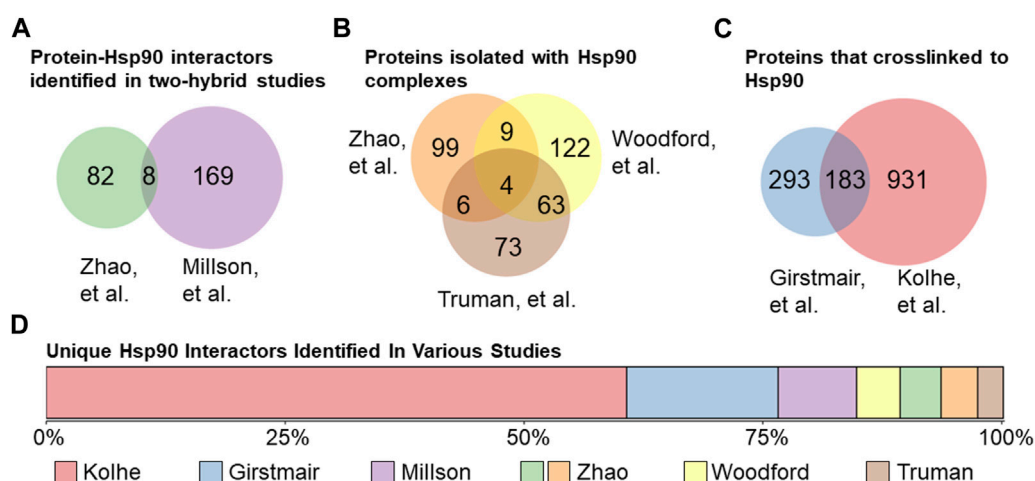 A
Protein-Hsp90 interactors
identified in two-hybrid studies
82
8
169
Zhao,
et al.
Millson,
et al.
B
Proteins isolated with Hsp90
complexes
Zhao,
et al.
99
9
122
Woodford,
et al.
4
6
63
73
Truman, et al.
C
Proteins that crosslinked to
Hsp90
293
183
931
Girstmair,
et al.
Kolhe,
et al.
D
Unique Hsp90 Interactors Identified In Various Studies
0% 25% 50% 75% 100%
Kolhe Girstmair Millson Zhao Woodford Truman